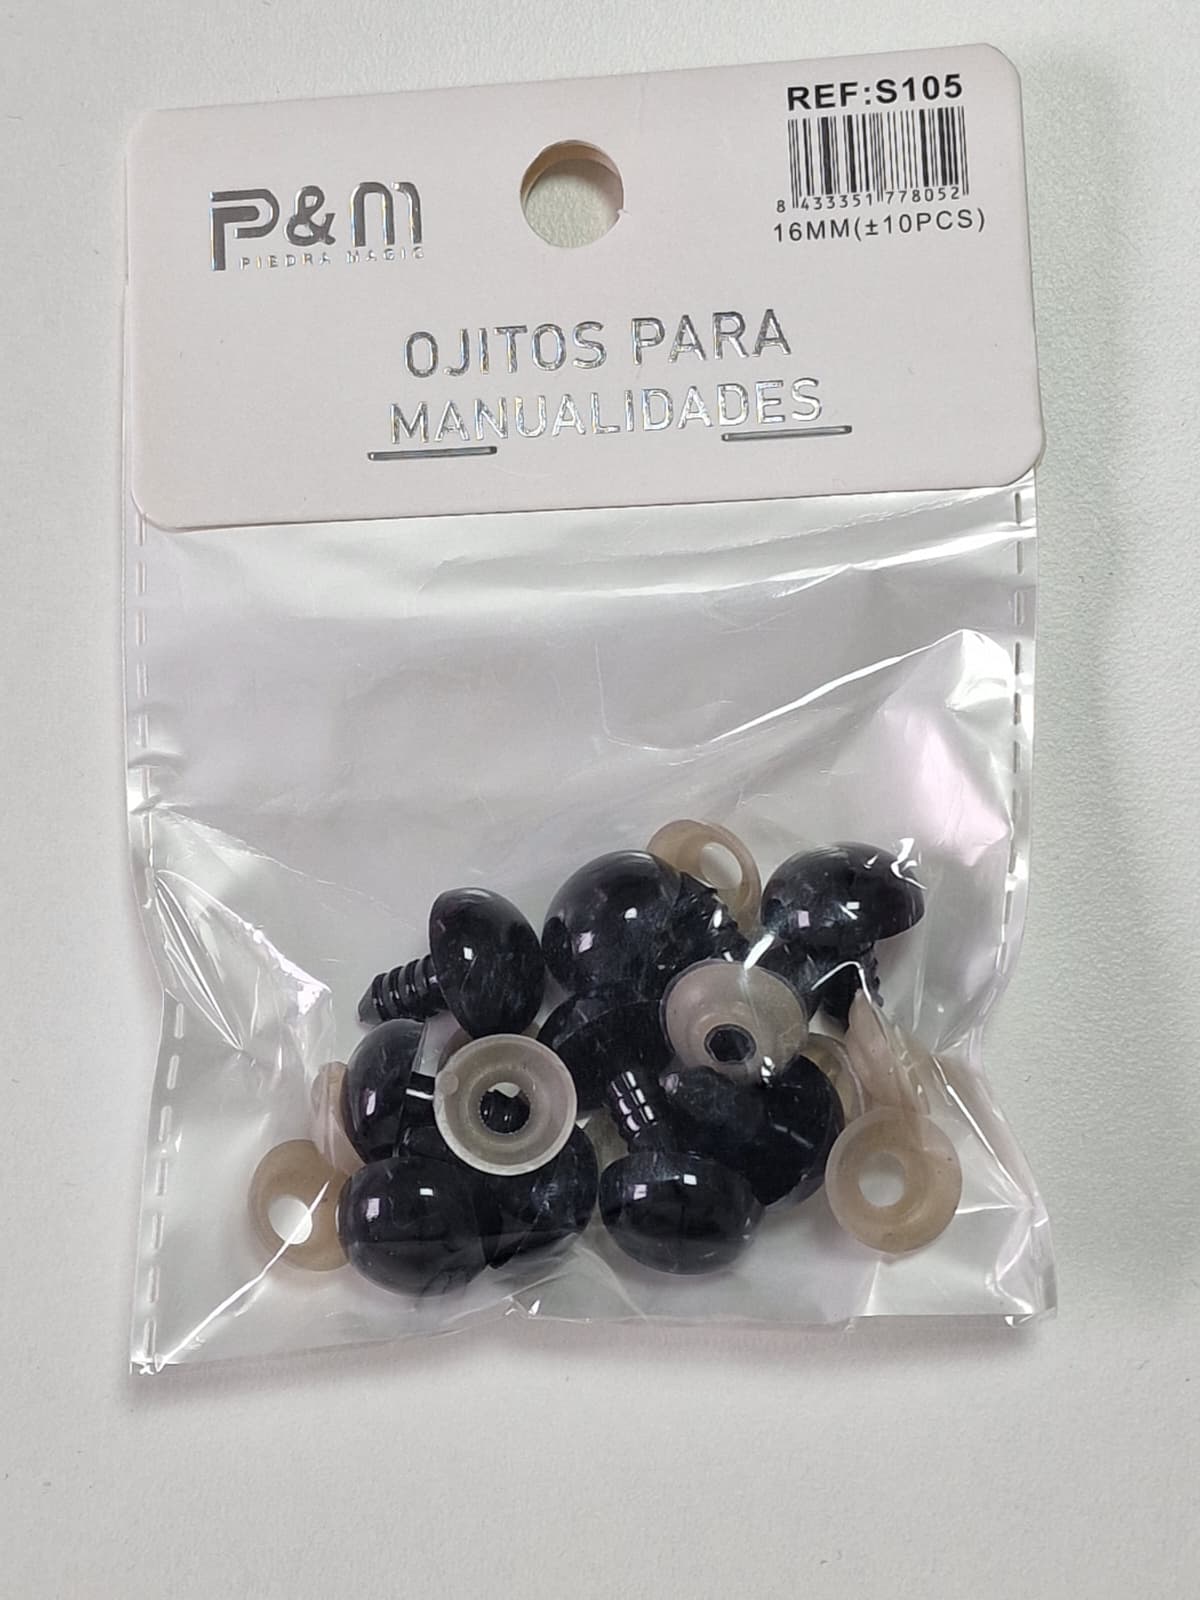 REF:S105
8 433351 778052
16MM(±10PCS)
P&M
PIEDRA MAGIC
OJITOS PARA
MANUALIDADES